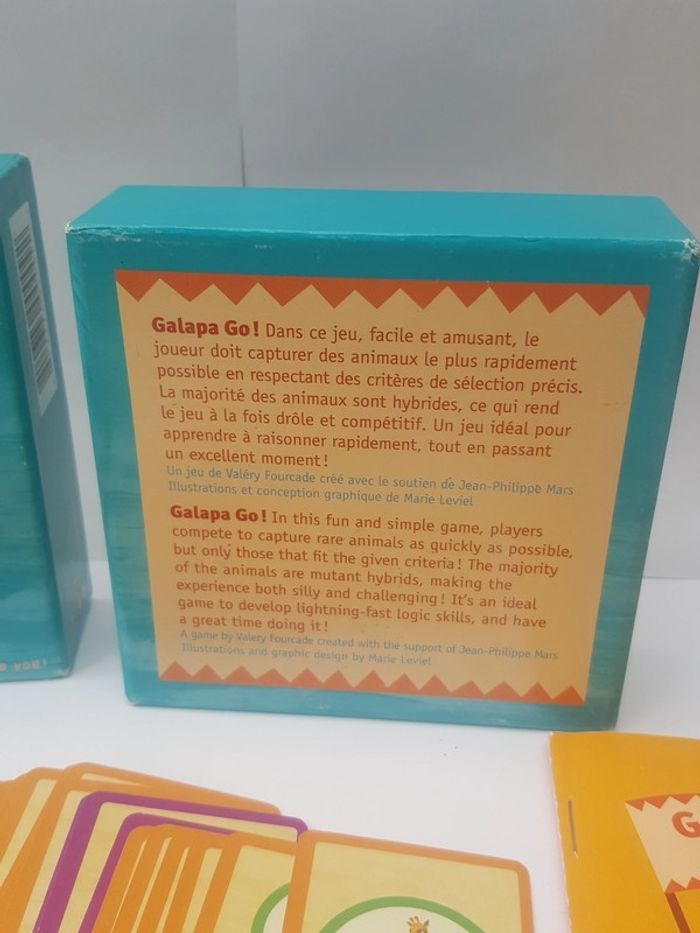 Galapa Go! Dans ce jeu, facile et amusant, le
joueur doit capturer des animaux le plus rapidement
possible en respectant des critères de sélection précis.
La majorité des animaux sont hybrides, ce qui rend
le jeu à la fois drôle et compétitif. Un jeu idéal pour
apprendre à raisonner rapidement, tout en passant
un excellent moment!
Un jeu de Valéry Fourcade créé avec le soutien de Jean-Philippe Mars
Illustrations et conception graphique de Marie Leviel
Galapa Go! In this fun and simple game, players
compete to capture rare animals as quickly as possible,
but only those that fit the given criteria! The majority
of the animals are mutant hybrids, making the
experience both silly and challenging! It's an ideal
game to develop lightning-fast logic skills, and have
a great time doing it!
A game by Valery Fourcade created with the support of Jean-Philippe Mars
Illustrations and graphic design by Marie Leviel
G